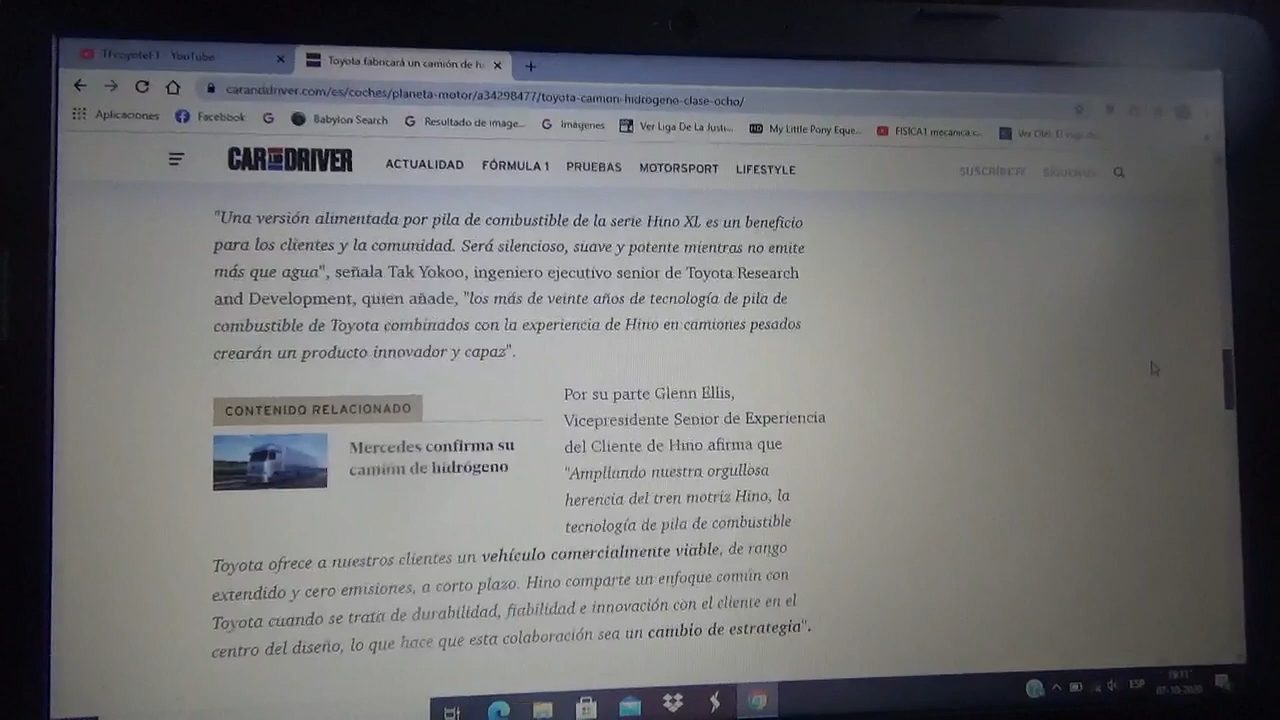 YouTube
Toyota fabricará un camión de h
carandriver.com/es/coches/planeta-motor/a34298477/toyota-camion-hidrogeno-clase-ocho/
Aplicaciones Facebook Babylon Search Resultado de image... Imágenes Ver Liga De La Justi... My Little Pony Eque... FISICA1 mecánica c...
CAR DRIVER ACTUALIDAD FÓRMULA 1 PRUEBAS MOTORSPORT LIFESTYLE SUSCRÍBETE SÍGUENOS
"Una versión alimentada por pila de combustible de la serie Hino XL es un beneficio
para los clientes y la comunidad. Será silencioso, suave y potente mientras no emite
más que agua", señala Tak Yokoo, ingeniero ejecutivo senior de Toyota Research
and Development, quien añade, "los más de veinte años de tecnología de pila de
combustible de Toyota combinados con la experiencia de Hino en camiones pesados
crearán un producto innovador y capaz".
CONTENIDO RELACIONADO
Mercedes confirma su
camión de hidrógeno
Por su parte Glenn Ellis,
Vicepresidente Senior de Experiencia
del Cliente de Hino afirma que
"Ampliando nuestra orgullosa
herencia del tren motriz Hino, la
tecnología de pila de combustible
Toyota ofrece a nuestros clientes un vehículo comercialmente viable, de rango
extendido y cero emisiones, a corto plazo. Hino comparte un enfoque común con
Toyota cuando se trata de durabilidad, fiabilidad e innovación con el cliente en el
centro del diseño, lo que hace que esta colaboración sea un cambio de estrategia".
ESP
19:11
07-10-2020